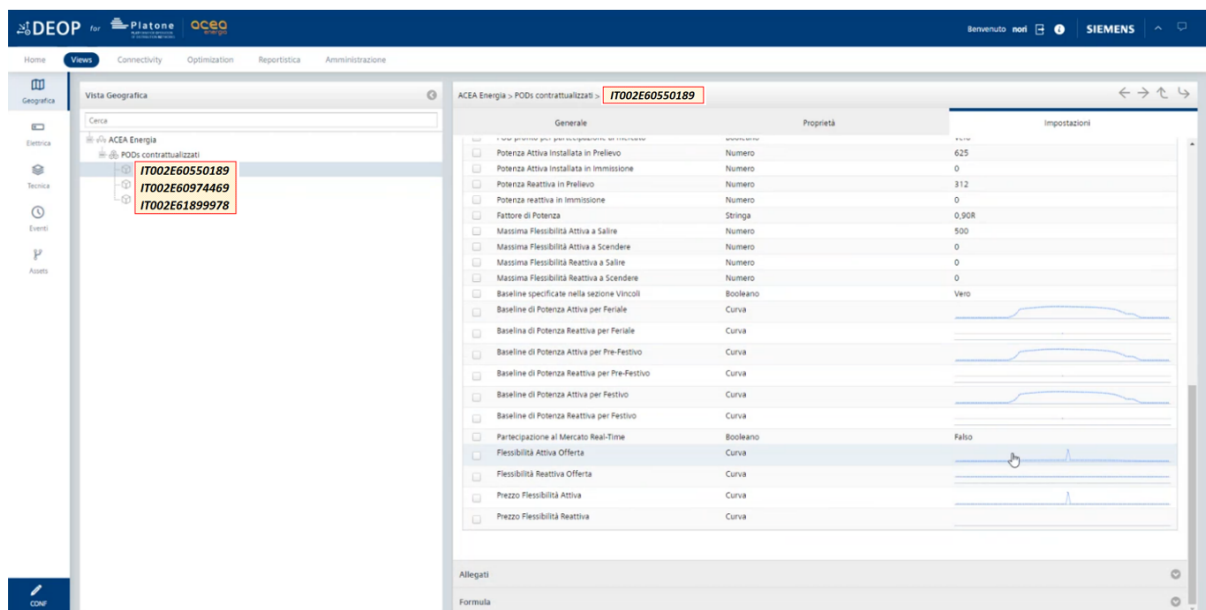 DEOP for Platone acea energia
Benvenuto nori SIEMENS
Home Views Connectivity Optimization Reportistica Amministrazione
Geografica
Elettrica
Tecnica
Eventi
Assets
CONF
Vista Geografica
Cerca
ACEA Energia
PODs contrattualizzati
IT002E60550189
IT002E60974469
IT002E61899978
ACEA Energia > PODs contrattualizzati > IT002E60550189
Generale Proprietà Impostazioni
Potenza Attiva Installata in Prelievo Numero 625
Potenza Attiva Installata in Immissione Numero 0
Potenza Reattiva in Prelievo Numero 312
Potenza reattiva in Immissione Numero 0
Fattore di Potenza Stringa 0,90R
Massima Flessibilità Attiva a Salire Numero 500
Massima Flessibilità Attiva a Scendere Numero 0
Massima Flessibilità Reattiva a Salire Numero 0
Massima Flessibilità Reattiva a Scendere Numero 0
Baseline specificate nella sezione Vincoli Booleano Vero
Baseline di Potenza Attiva per Feriale Curva
Baselina di Potenza Reattiva per Feriale Curva
Baseline di Potenza Attiva per Pre-Festivo Curva
Baseline di Potenza Reattiva per Pre-Festivo Curva
Baseline di Potenza Attiva per Festivo Curva
Baseline di Potenza Reattiva per Festivo Curva
Partecipazione al Mercato Real-Time Booleano Falso
Flessibilità Attiva Offerta Curva
Flessibilità Reattiva Offerta Curva
Prezzo Flessibilità Attiva Curva
Prezzo Flessibilità Reattiva Curva
Allegati
Formula